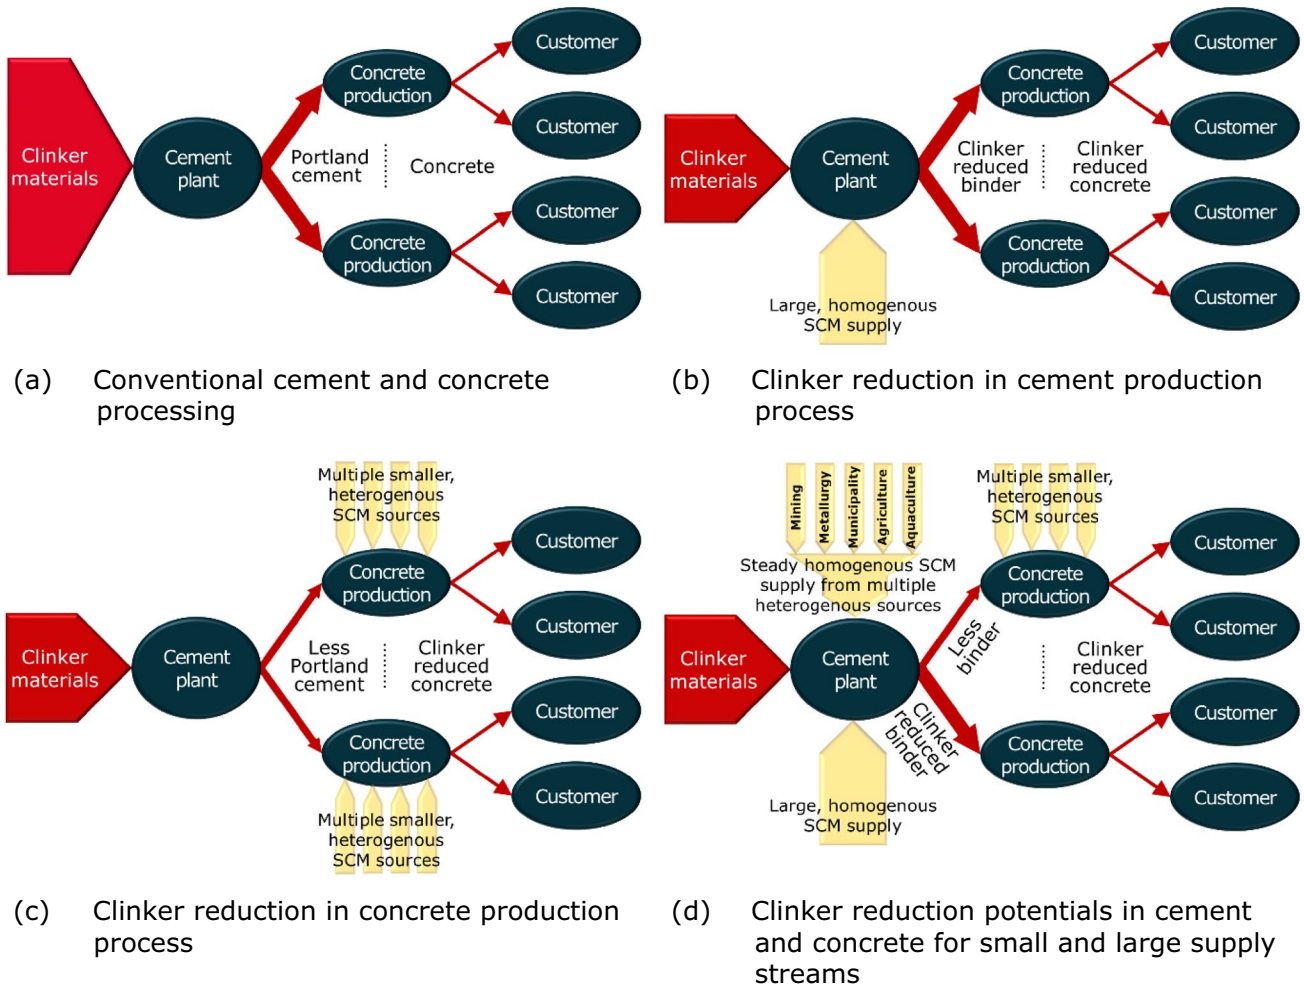 Clinker
materials
Cement
plant
Portland
cement
Concrete
Concrete
production
Concrete
production
Customer
Customer
Customer
Customer
(a) Conventional cement and concrete
processing
Clinker
materials
Cement
plant
Large, homogenous
SCM supply
Clinker
reduced
binder
Clinker
reduced
concrete
Concrete
production
Concrete
production
Customer
Customer
Customer
Customer
(b) Clinker reduction in cement production
process
Clinker
materials
Cement
plant
Less
Portland
cement
Clinker
reduced
concrete
Multiple smaller,
heterogenous
SCM sources
Concrete
production
Concrete
production
Multiple smaller,
heterogenous
SCM sources
Customer
Customer
Customer
Customer
(c) Clinker reduction in concrete production
process
Mining
Metallurgy
Municipality
Agriculture
Aquaculture
Steady homogenous SCM
supply from multiple
heterogenous sources
Clinker
materials
Cement
plant
Large, homogenous
SCM supply
Less
binder
Clinker
reduced
binder
Multiple smaller,
heterogenous
SCM sources
Concrete
production
Clinker
reduced
concrete
Concrete
production
Customer
Customer
Customer
Customer
(d) Clinker reduction potentials in cement
and concrete for small and large supply
streams